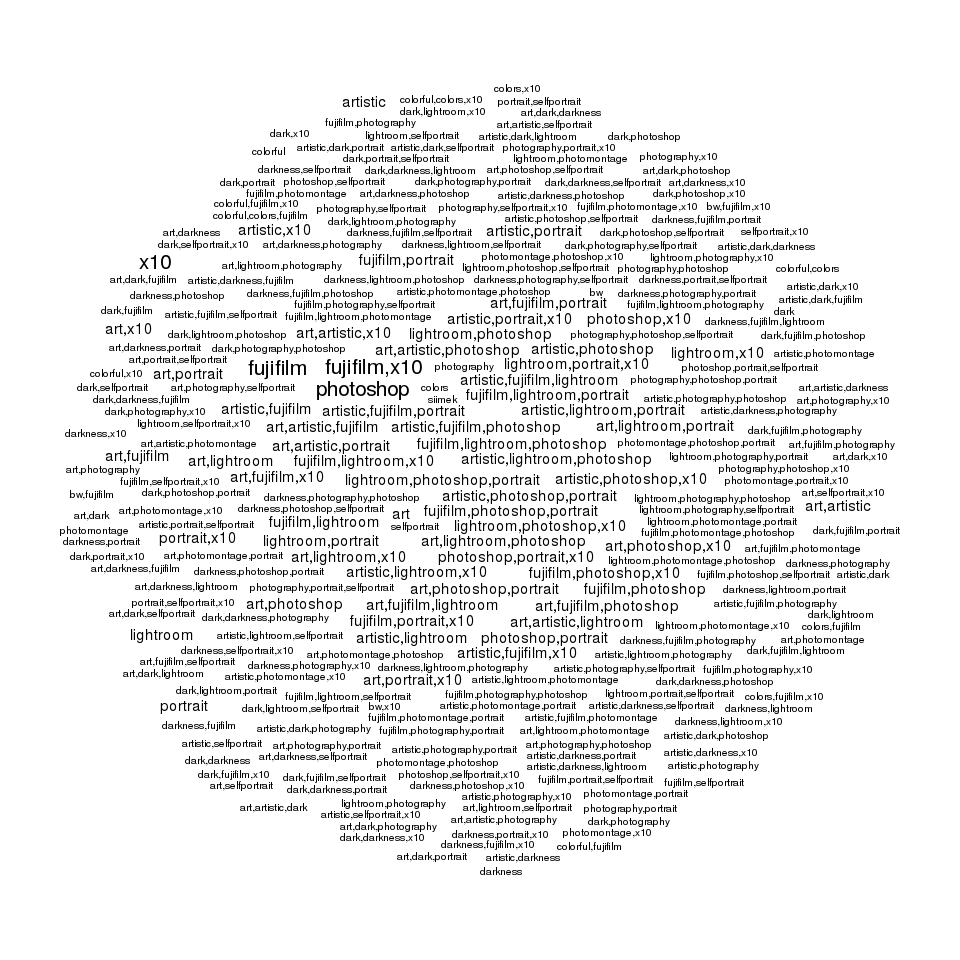 colors,x10
artistic colorful,colors,x10 portrait,selfportrait
dark,lightroom,x10 art,dark,darkness
fujifilm,photography art,artistic,selfportrait
dark,x10 lightroom,selfportrait artistic,dark,lightroom dark,photoshop
colorful artistic,dark,portrait artistic,dark,selfportrait photography,portrait,x10
dark,portrait,selfportrait lightroom,photomontage photography,x10
darkness,selfportrait dark,darkness,lightroom art,photoshop,selfportrait art,dark,photoshop
dark,portrait photoshop,selfportrait dark,photography,portrait dark,darkness,selfportrait art,darkness,x10
fujifilm,photomontage art,darkness,photoshop artistic,darkness,photoshop dark,photoshop,x10
colorful,fujifilm,x10 photography,selfportrait photography,selfportrait,x10 fujifilm,photomontage,x10 bw,fujifilm,x10
colorful,colors,fujifilm dark,lightroom,photography artistic,photoshop,selfportrait darkness,fujifilm,portrait
art,darkness artistic,x10 darkness,fujifilm,selfportrait artistic,portrait dark,photoshop,selfportrait selfportrait,x10
dark,selfportrait,x10 art,darkness,photography darkness,lightroom,selfportrait dark,photography,selfportrait artistic,dark,darkness
x10 art,lightroom,photography fujifilm,portrait photomontage,photoshop,x10 lightroom,photography,x10
lightroom,photoshop,selfportrait photography,photoshop colorful,colors
art,dark,fujifilm artistic,darkness,fujifilm darkness,lightroom,photoshop darkness,photography,selfportrait darkness,portrait,selfportrait artistic,dark,x10
darkness,photoshop darkness,fujifilm,photoshop artistic,photomontage,photoshop bw darkness,photography,portrait artistic,dark,fujifilm
dark,fujifilm artistic,fujifilm,selfportrait fujifilm,photography,selfportrait art,fujifilm,portrait fujifilm,lightroom,photography dark
fujifilm,lightroom,photomontage artistic,portrait,x10 photoshop,x10 darkness,fujifilm,lightroom
art,x10 dark,lightroom,photoshop art,artistic,x10 lightroom,photoshop photography,photoshop,selfportrait dark,fujifilm,photoshop
art,darkness,portrait dark,photography,photoshop art,artistic,photoshop artistic,photoshop lightroom,x10 artistic,photomontage
art,portrait,selfportrait fujifilm fujifilm,x10 photography lightroom,portrait,x10 photoshop,portrait,selfportrait
colorful,x10 art,portrait artistic,fujifilm,lightroom photography,photoshop,portrait
dark,selfportrait art,photography,selfportrait photoshop colors fujifilm,lightroom,portrait art,artistic,darkness
dark,darkness,fujifilm siimek artistic,photography,photoshop art,photography,x10
dark,photography,x10 artistic,fujifilm artistic,fujifilm,portrait artistic,lightroom,portrait artistic,darkness,photography
lightroom,selfportrait,x10 art,artistic,fujifilm artistic,fujifilm,photoshop art,lightroom,portrait dark,fujifilm,photography
darkness,x10 art,artistic,photomontage art,artistic,portrait fujifilm,lightroom,photoshop photomontage,photoshop,portrait art,fujifilm,photography
art,fujifilm art,lightroom fujifilm,lightroom,x10 artistic,lightroom,photoshop lightroom,photography,portrait art,dark,x10
art,photography photography,photoshop,x10
fujifilm,selfportrait,x10 art,fujifilm,x10 lightroom,photoshop,portrait artistic,photoshop,x10 photomontage,portrait,x10
bw,fujifilm dark,photoshop,portrait darkness,photography,photoshop artistic,photoshop,portrait lightroom,photography,photoshop art,selfportrait,x10
art,dark art,photomontage,x10 darkness,photoshop,selfportrait art fujifilm,photoshop,portrait lightroom,photography,selfportrait art,artistic
photomontage artistic,portrait,selfportrait fujifilm,lightroom selfportrait lightroom,photoshop,x10 lightroom,photomontage,portrait dark,fujifilm,portrait
darkness,portrait portrait,x10 lightroom,portrait art,lightroom,photoshop fujifilm,photomontage,photoshop
dark,portrait,x10 art,photomontage,portrait art,lightroom,x10 photoshop,portrait,x10 art,photoshop,x10 art,fujifilm,photomontage
art,darkness,fujifilm darkness,photoshop,portrait artistic,lightroom,x10 fujifilm,photoshop,x10 lightroom,photomontage,photoshop darkness,photography
fujifilm,photoshop,selfportrait artistic,dark
art,darkness,lightroom photography,portrait,selfportrait art,photoshop,portrait fujifilm,photoshop darkness,lightroom,portrait
portrait,selfportrait,x10 art,photoshop art,fujifilm,lightroom art,fujifilm,photoshop artistic,fujifilm,photography
art,dark,selfportrait dark,darkness,photography fujifilm,portrait,x10 art,artistic,lightroom lightroom,photomontage,x10 dark,lightroom
colors,fujifilm
lightroom artistic,lightroom,selfportrait artistic,lightroom photoshop,portrait darkness,fujifilm,photography art,photomontage
darkness,selfportrait,x10 art,photomontage,photoshop artistic,fujifilm,x10 artistic,lightroom,photography dark,fujifilm,lightroom
art,fujifilm,selfportrait darkness,photography,x10 darkness,lightroom,photography artistic,photography,selfportrait fujifilm,photography,x10
art,dark,lightroom artistic,photomontage,x10 art,portrait,x10 artistic,lightroom,photomontage dark,darkness,photoshop
dark,lightroom,portrait fujifilm,lightroom,selfportrait fujifilm,photography,photoshop lightroom,portrait,selfportrait colors,fujifilm,x10
portrait dark,lightroom,selfportrait bw,x10 artistic,photomontage,portrait artistic,darkness,selfportrait darkness,lightroom
fujifilm,photomontage,portrait artistic,fujifilm,photomontage darkness,lightroom,x10
darkness,fujifilm artistic,dark,photography fujifilm,photography,portrait art,lightroom,photomontage artistic,dark,photoshop
artistic,selfportrait art,photography,portrait artistic,photography,portrait art,photography,photoshop artistic,darkness,x10
dark,darkness art,darkness,selfportrait photomontage,photoshop artistic,darkness,portrait artistic,photography
artistic,darkness,lightroom
dark,fujifilm,x10 dark,fujifilm,selfportrait photoshop,selfportrait,x10 fujifilm,portrait,selfportrait fujifilm,selfportrait
art,selfportrait dark,darkness,portrait darkness,photoshop,x10 artistic,photography,x10 photomontage,portrait
art,artistic,dark lightroom,photography art,lightroom,selfportrait photography,portrait
artistic,selfportrait,x10 art,artistic,photography dark,photography
art,dark,photography darkness,portrait,x10 photomontage,x10
dark,darkness,x10 darkness,fujifilm,x10 colorful,fujifilm
art,dark,portrait artistic,darkness
darkness